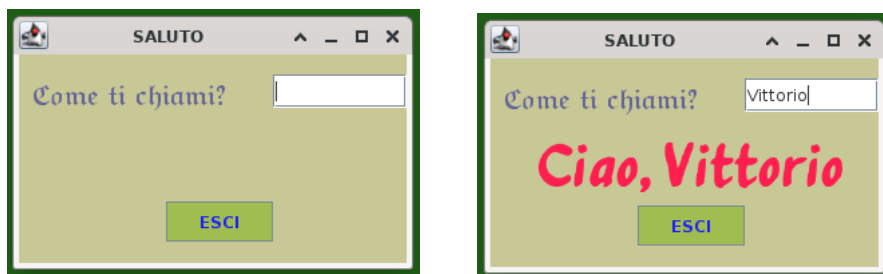 SALUTO
Come ti chiami?
ESCI
SALUTO
Come ti chiami? Vittorio
Ciao, Vittorio
ESCI